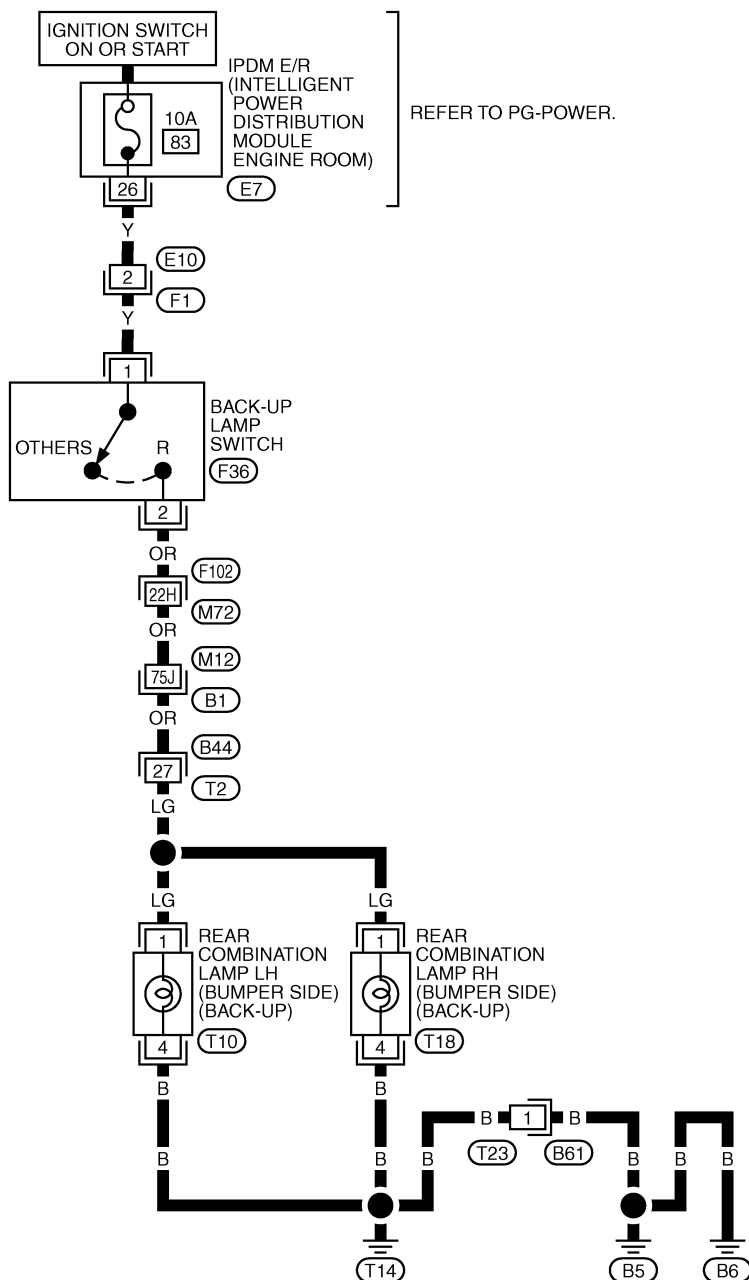 IGNITION SWITCH
ON OR START
IPDM E/R
(INTELLIGENT
POWER
DISTRIBUTION
MODULE
ENGINE ROOM)
REFER TO PG-POWER.
10A
83
26
E7
Y
E10
2
F1
Y
1
BACK-UP
LAMP
SWITCH
OTHERS
R
F36
2
OR
F102
22H
M72
OR
M12
75J
B1
OR
B44
27
T2
LG
LG
LG
1
REAR
COMBINATION
LAMP LH
(BUMPER SIDE)
(BACK-UP)
T10
4
1
REAR
COMBINATION
LAMP RH
(BUMPER SIDE)
(BACK-UP)
T18
4
B
B
B
1
B
T23
B61
B
B
B
B
B
B
T14
B5
B6